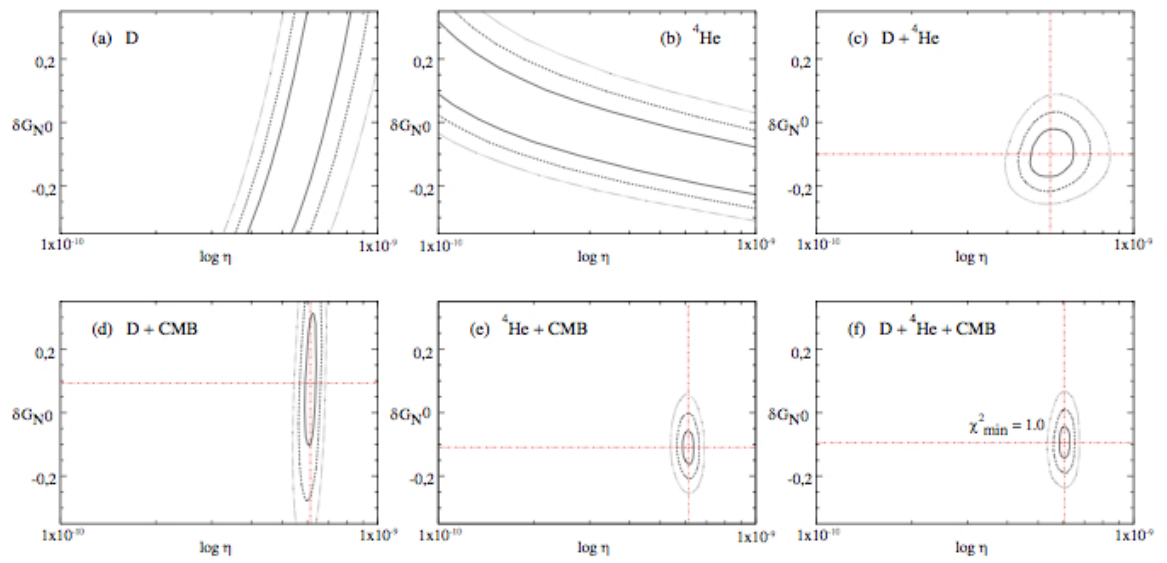 (a) D
0,2
δG_N 0
-0,2
1x10^-10
1x10^-9
log η
(b) ^4He
0,2
δG_N 0
-0,2
1x10^-10
1x10^-9
log η
(c) D + ^4He
0,2
δG_N 0
-0,2
1x10^-10
1x10^-9
log η
(d) D + CMB
0,2
δG_N 0
-0,2
1x10^-10
1x10^-9
log η
(e) ^4He + CMB
0,2
δG_N 0
-0,2
1x10^-10
1x10^-9
log η
(f) D + ^4He + CMB
0,2
χ^2_min = 1.0
δG_N 0
-0,2
1x10^-10
1x10^-9
log η